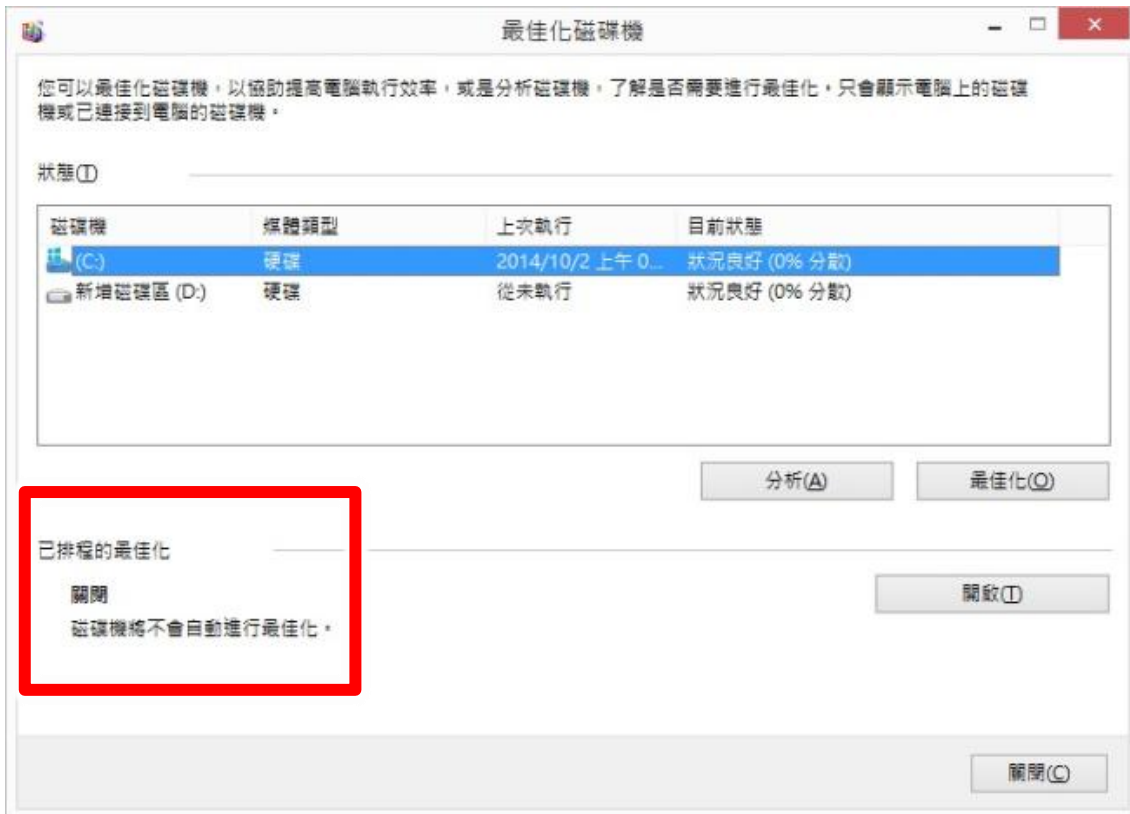 最佳化磁碟機
您可以最佳化磁碟機，以協助提高電腦執行效率，或是分析磁碟機，了解是否需要進行最佳化。只會顯示電腦上的磁碟
機或已連接到電腦的磁碟機。
狀態(T)
磁碟機 媒體類型 上次執行 目前狀態
(C:) 硬碟 2014/10/2 上午 0... 狀況良好 (0% 分散)
新增磁碟區 (D:) 硬碟 從未執行 狀況良好 (0% 分散)
分析(A) 最佳化(O)
已排程的最佳化
關閉 開啟(T)
磁碟機將不會自動進行最佳化。
關閉(C)